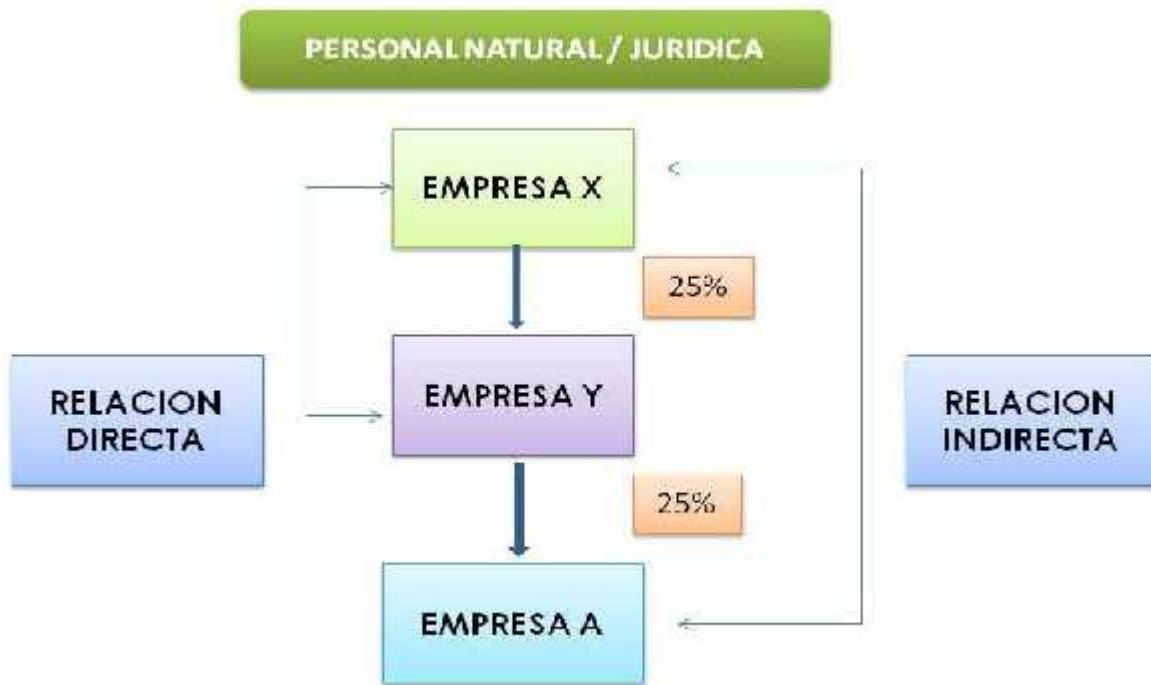 PERSONAL NATURAL / JURIDICA
EMPRESA X
25%
RELACION
DIRECTA
EMPRESA Y
RELACION
INDIRECTA
25%
EMPRESA A